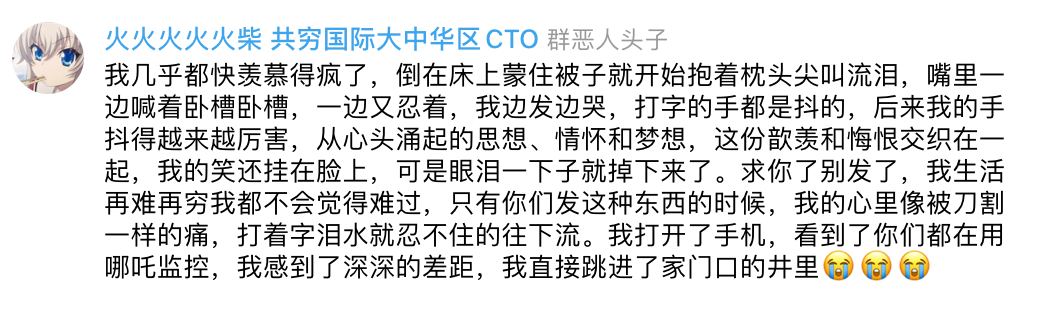 火火火火火柴 共穷国际大中华区CTO 群恶人头子
我几乎都快羡慕得疯了，倒在床上蒙住被子就开始抱着枕头尖叫流泪，嘴里一
边喊着卧槽卧槽，一边又忍着，我边发边哭，打字的手都是抖的，后来我的手
抖得越来越厉害，从心头涌起的思想、情怀和梦想，这份歆羡和悔恨交织在一
起，我的笑还挂在脸上，可是眼泪一下子就掉下来了。求你了别发了，我生活
再难再穷我都不会觉得难过，只有你们发这种东西的时候，我的心里像被刀割
一样的痛，打着字泪水就忍不住的往下流。我打开了手机，看到了你们都在用
哪吒监控，我感到了深深的差距，我直接跳进了家门口的井里😭😭😭